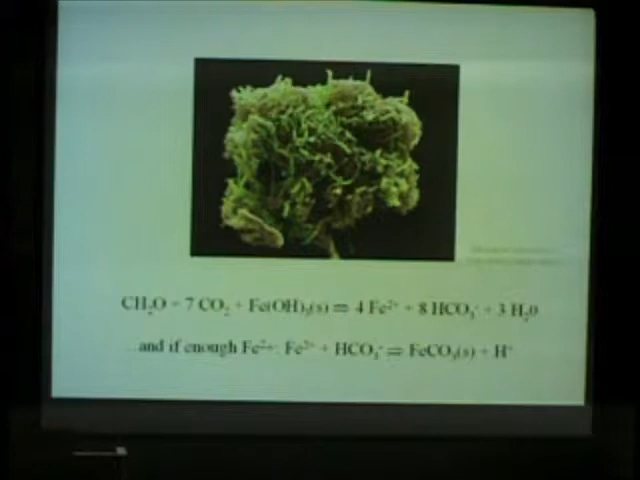 CH₂O + 7 CO₂ + Fe(OH)₃(s) = 4 Fe²⁺ + 8 HCO₃⁻ + 3 H₂0
...and if enough Fe²⁺: Fe²⁺ + HCO₃⁻ = FeCO₃(s) + H⁺